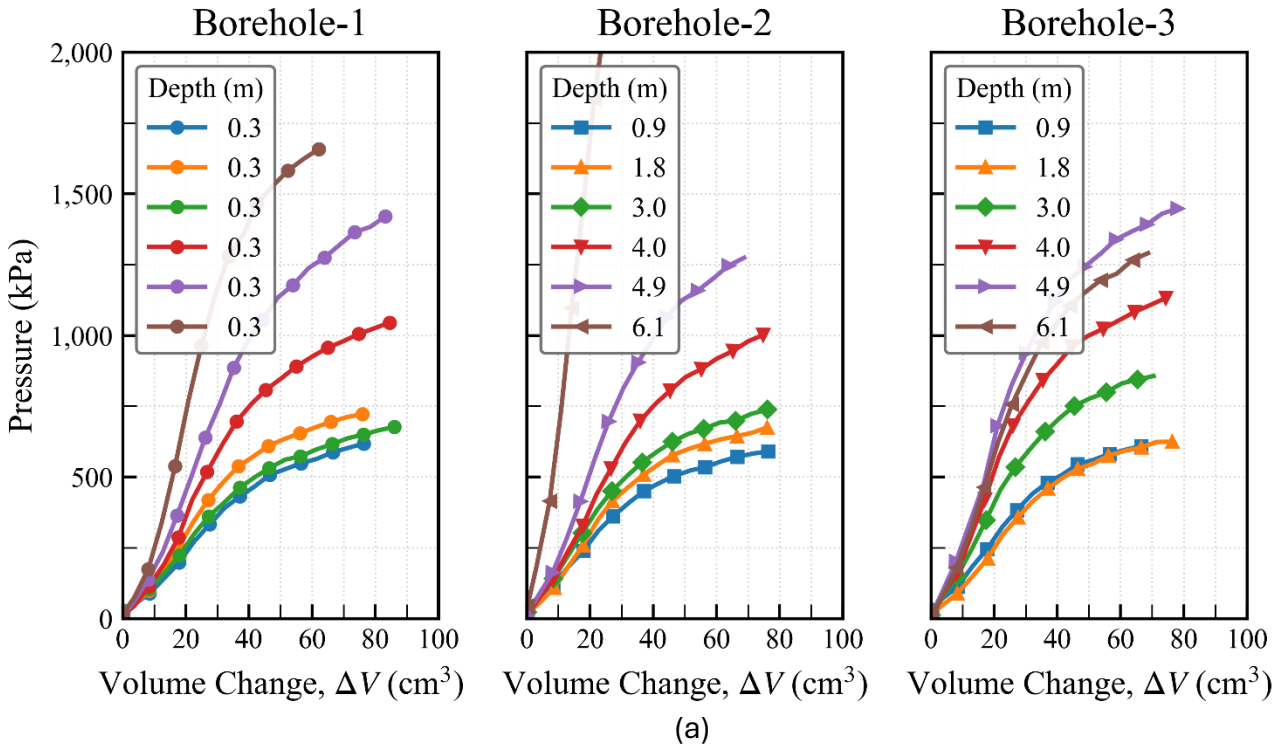 Borehole-1 Borehole-2 Borehole-3
Pressure (kPa)
2,000
1,500
1,000
500
0
Depth (m)
0.3
0.3
0.3
0.3
0.3
0.3
0 20 40 60 80 100
Volume Change, ΔV (cm³)
Depth (m)
0.9
1.8
3.0
4.0
4.9
6.1
0 20 40 60 80 100
Volume Change, ΔV (cm³)
Depth (m)
0.9
1.8
3.0
4.0
4.9
6.1
0 20 40 60 80 100
Volume Change, ΔV (cm³)
(a)